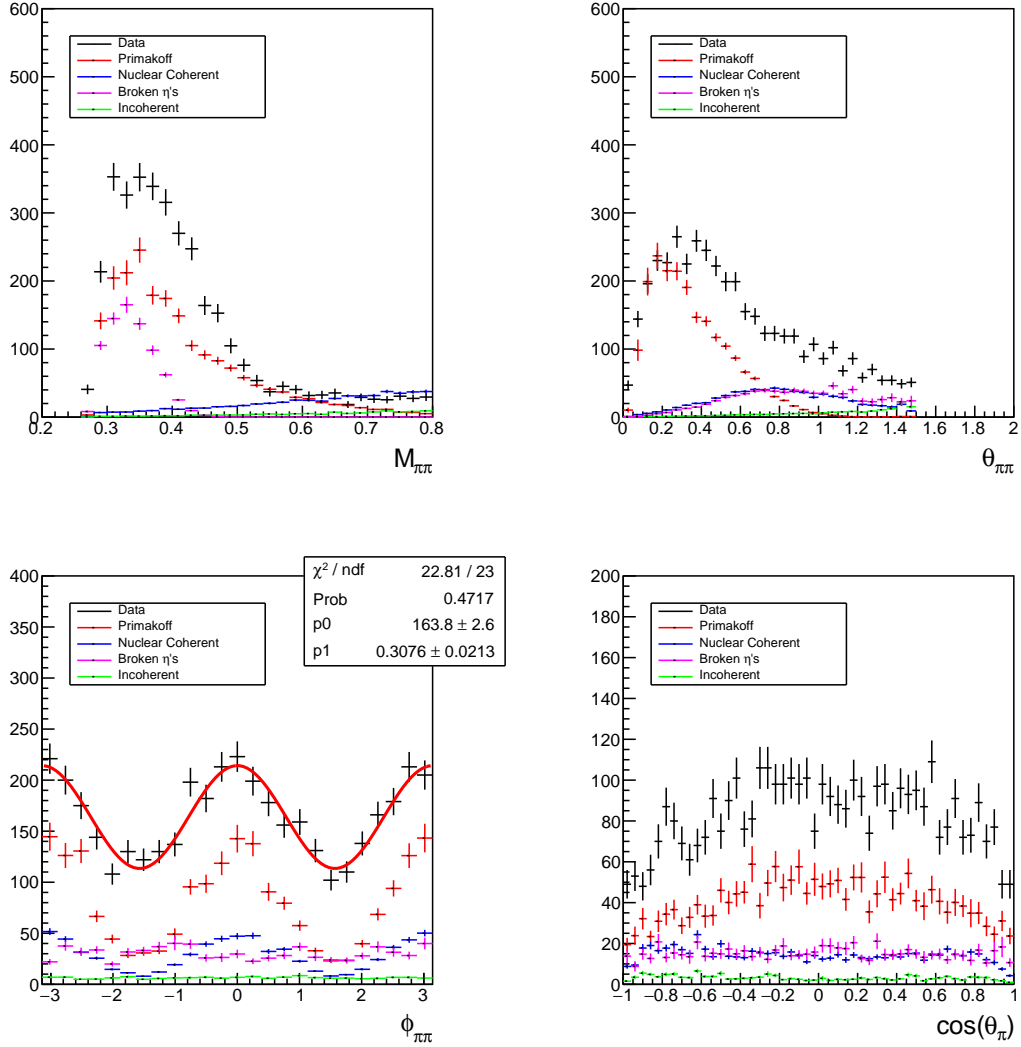 600
500
400
300
200
100
0
Data
Primakoff
Nuclear Coherent
Broken η's
Incoherent
0.2 0.3 0.4 0.5 0.6 0.7 0.8
M_ππ
600
500
400
300
200
100
0
Data
Primakoff
Nuclear Coherent
Broken η's
Incoherent
0 0.2 0.4 0.6 0.8 1 1.2 1.4 1.6 1.8 2
θ_ππ
400
350
300
250
200
150
100
50
0
Data
Primakoff
Nuclear Coherent
Broken η's
Incoherent
χ² / ndf 22.81 / 23
Prob 0.4717
p0 163.8 ± 2.6
p1 0.3076 ± 0.0213
−3 −2 −1 0 1 2 3
ϕ_ππ
200
180
160
140
120
100
80
60
40
20
0
Data
Primakoff
Nuclear Coherent
Broken η's
Incoherent
−1 −0.8 −0.6 −0.4 −0.2 0 0.2 0.4 0.6 0.8 1
cos(θ_π)